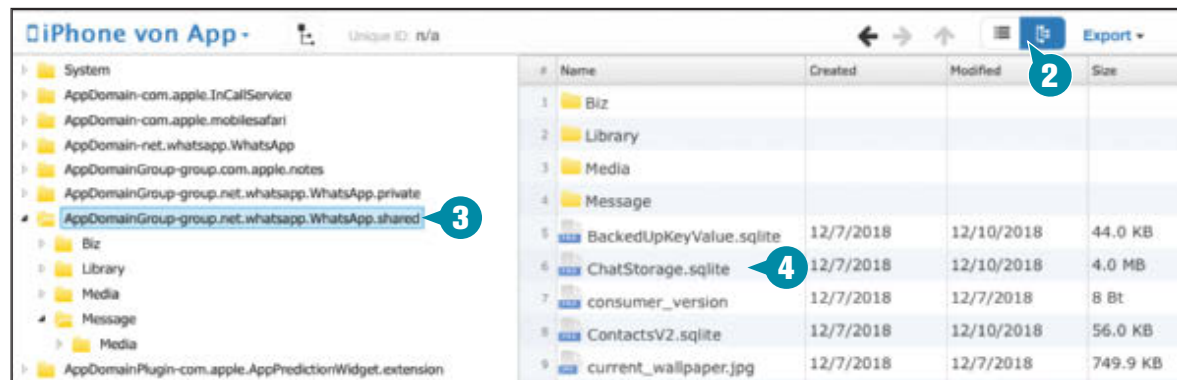 iPhone von App
Unique ID: n/a
Export
2
System
AppDomain-com.apple.InCallService
AppDomain-com.apple.mobilesafari
AppDomain-net.whatsapp.WhatsApp
AppDomainGroup-group.com.apple.notes
AppDomainGroup-group.net.whatsapp.WhatsApp.private
AppDomainGroup-group.net.whatsapp.WhatsApp.shared
3
Biz
Library
Media
Message
Media
AppDomainPlugin-com.apple.AppPredictionWidget.extension
# Name Created Modified Size
1 Biz
2 Library
3 Media
4 Message
5 BackedUpKeyValue.sqlite 12/7/2018 12/10/2018 44.0 KB
6 ChatStorage.sqlite 4 12/7/2018 12/10/2018 4.0 MB
7 consumer_version 12/7/2018 12/7/2018 8 Bt
8 ContactsV2.sqlite 12/7/2018 12/10/2018 56.0 KB
9 current_wallpaper.jpg 12/7/2018 12/7/2018 749.9 KB